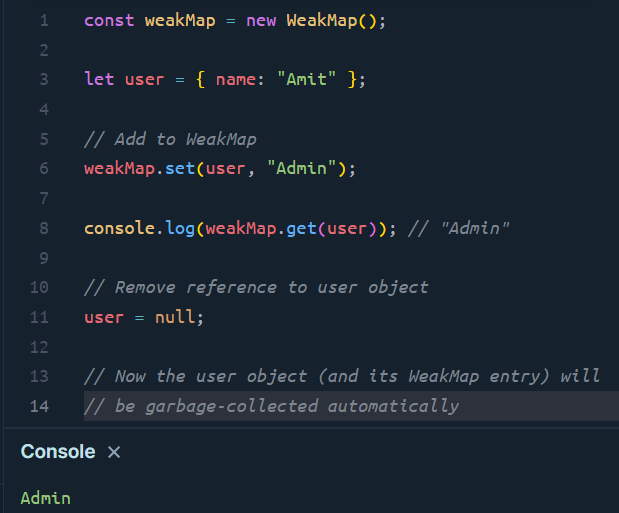 1 const weakMap = new WeakMap();
2
3 let user = { name: "Amit" };
4
5 // Add to WeakMap
6 weakMap.set(user, "Admin");
7
8 console.log(weakMap.get(user)); // "Admin"
9
10 // Remove reference to user object
11 user = null;
12
13 // Now the user object (and its WeakMap entry) will
14 // be garbage-collected automatically
Console ×
Admin